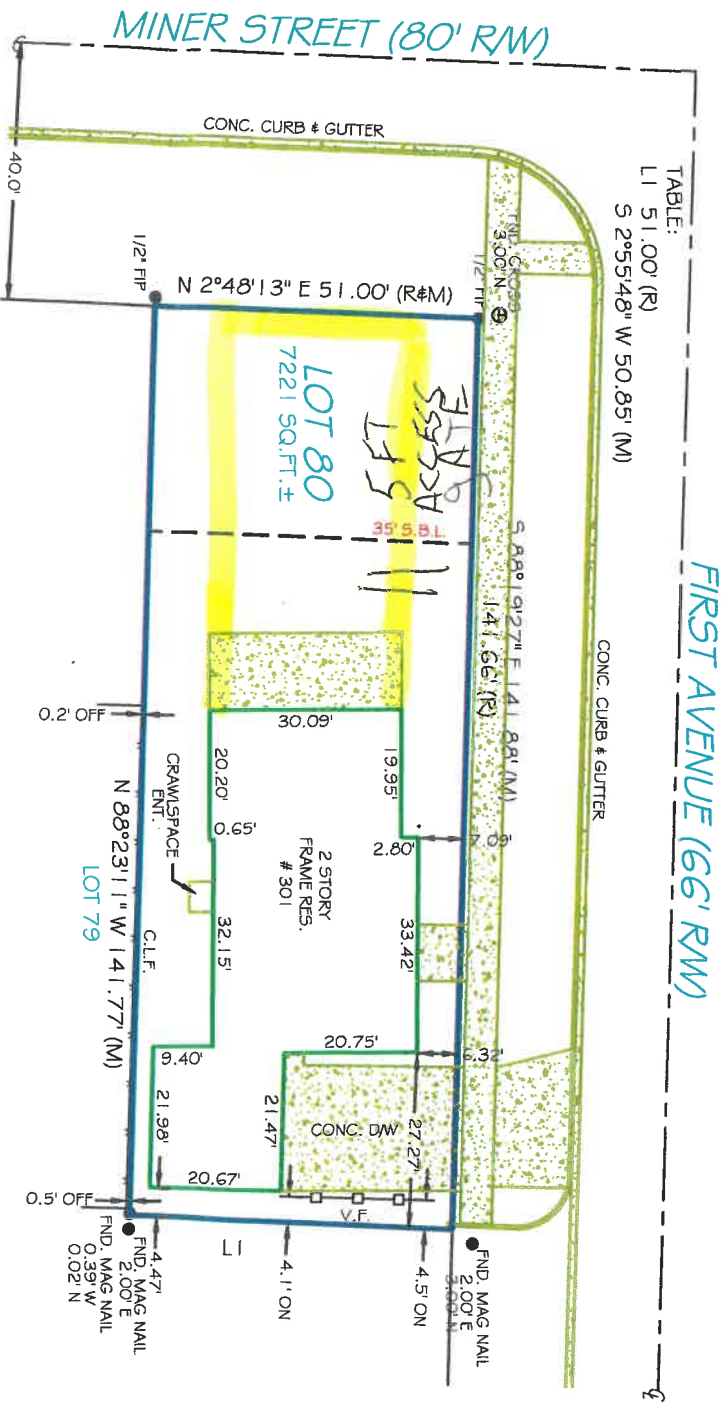 MINER STREET (80' R/W)
FIRST AVENUE (66' R/W)
TABLE:
L1 51.00' (R)
S 2°55'48" W 50.85' (M)
CONC. CURB & GUTTER
40.0'
1/2" FIP
N 2°48'13" E 51.00' (R&M)
FND. CROSS
3.00' N
1/2" FIP
CONC. CURB & GUTTER
LOT 80
7221 SQ.FT.±
5 FT
ACCESS
GATE
35' S.B.L.
S 88°19'27" E 141.88' (M)
141.66' (R)
0.2' OFF
30.09'
20.20'
19.95'
CRAWLSPACE
ENT.
0.65'
2.80'
7.09'
2 STORY
FRAME RES.
# 301
32.15'
33.42'
N 88°23'11" W 141.77' (M)
C.L.F.
LOT 79
20.75'
6.32'
9.40'
21.98'
21.47'
CONC. D/W
27.27'
20.67'
V.F.
0.5' OFF
L1
4.47'
4.1' ON
4.5' ON
FND. MAG NAIL
2.00' E
3.00' N
FND. MAG NAIL
2.00' E
FND. MAG NAIL
0.39' W
0.02' N